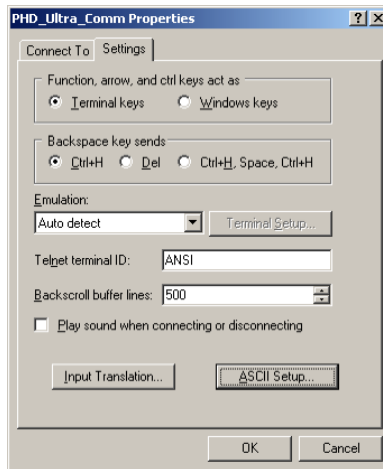 PHD_Ultra_Comm Properties
Connect To Settings
Function, arrow, and ctrl keys act as
Terminal keys Windows keys
Backspace key sends
Ctrl+H Del Ctrl+H, Space, Ctrl+H
Emulation:
Auto detect Terminal Setup...
Telnet terminal ID: ANSI
Backscroll buffer lines: 500
Play sound when connecting or disconnecting
Input Translation... ASCII Setup...
OK Cancel